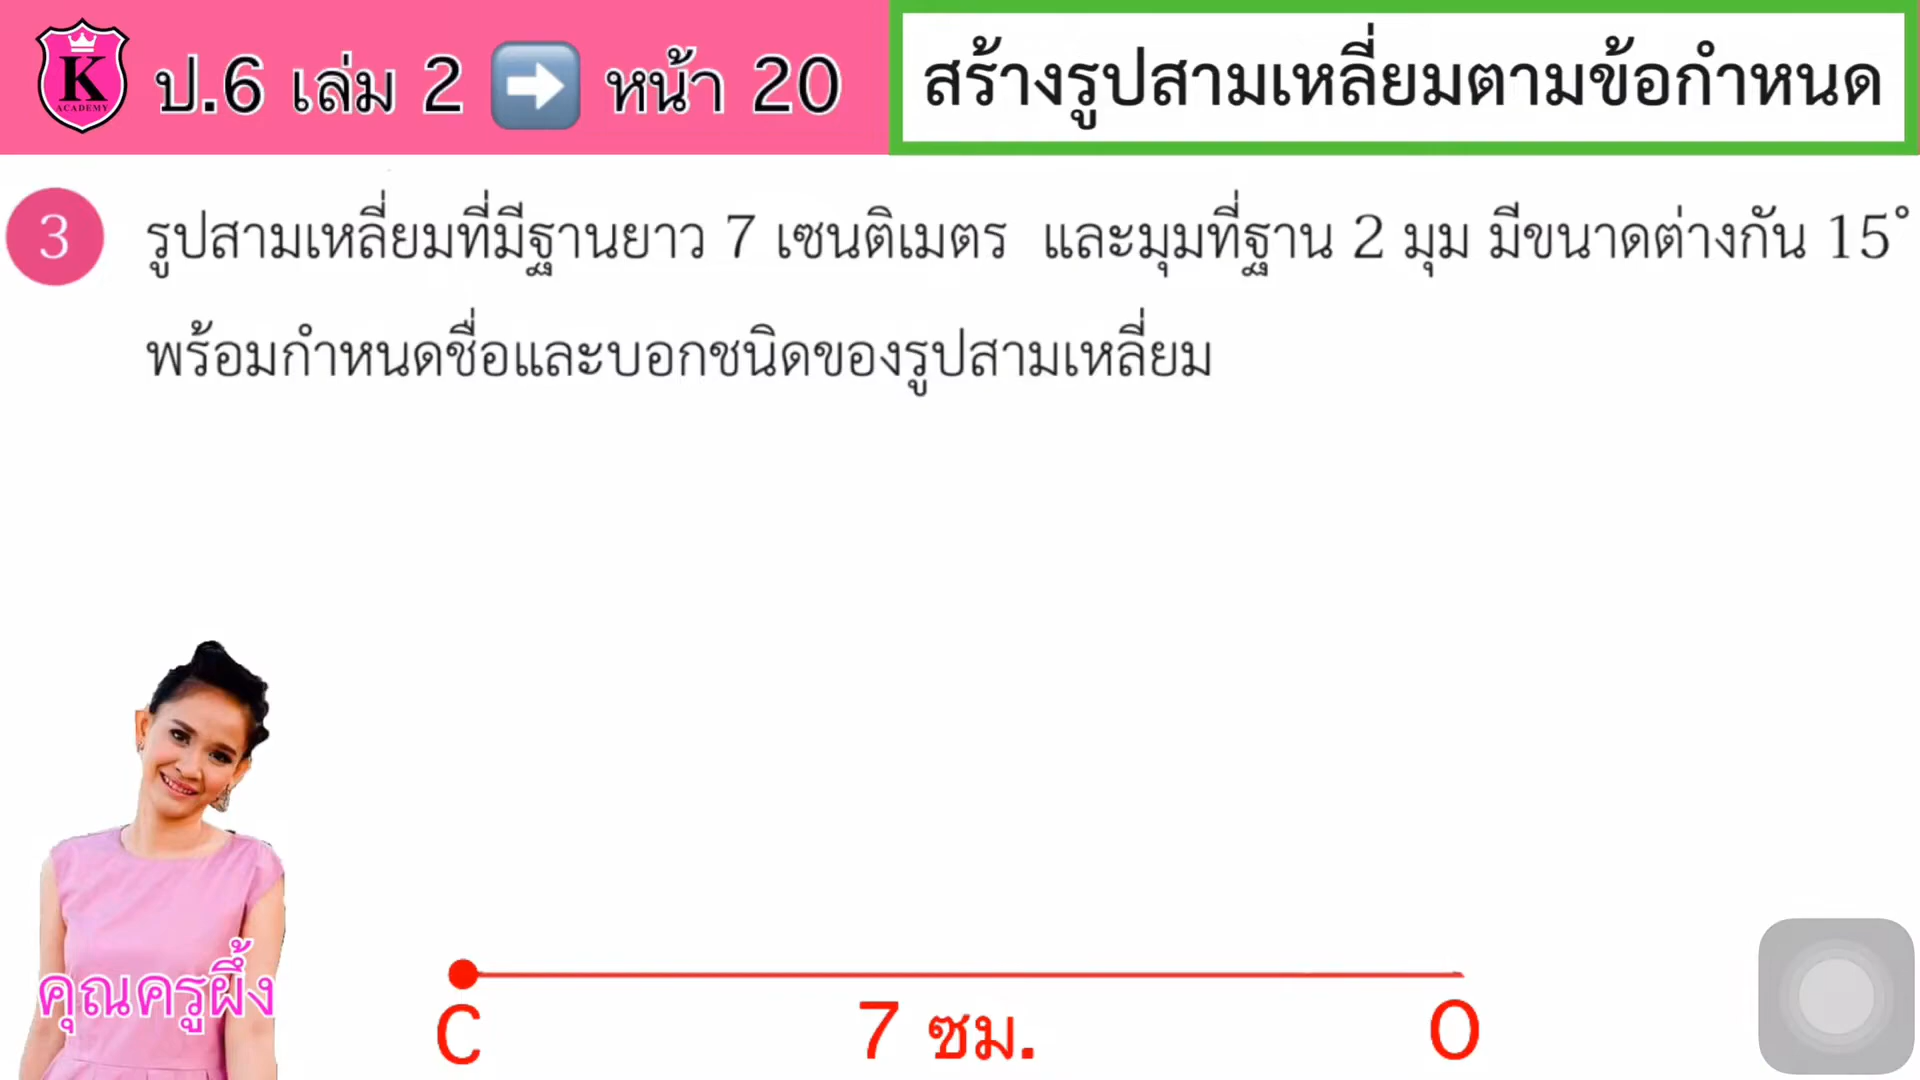 K
ACADEMY
ป.6 เล่ม 2 ➡ หน้า 20
สร้างรูปสามเหลี่ยมตามข้อกำหนด
3 รูปสามเหลี่ยมที่มีฐานยาว 7 เซนติเมตร และมุมที่ฐาน 2 มุม มีขนาดต่างกัน 15°
พร้อมกำหนดชื่อและบอกชนิดของรูปสามเหลี่ยม
คุณครูผึ้ง
C 7 ซม. O